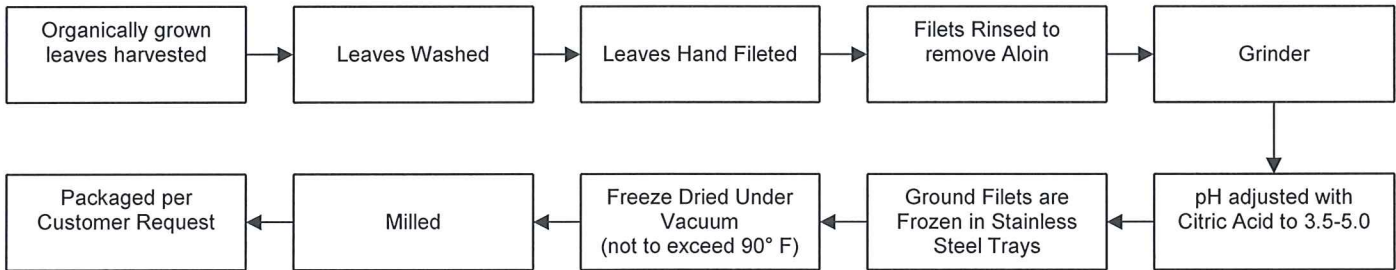 Organically grown
leaves harvested
Leaves Washed
Leaves Hand Fileted
Filets Rinsed to
remove Aloin
Grinder
pH adjusted with
Citric Acid to 3.5-5.0
Ground Filets are
Frozen in Stainless
Steel Trays
Freeze Dried Under
Vacuum
(not to exceed 90° F)
Milled
Packaged per
Customer Request